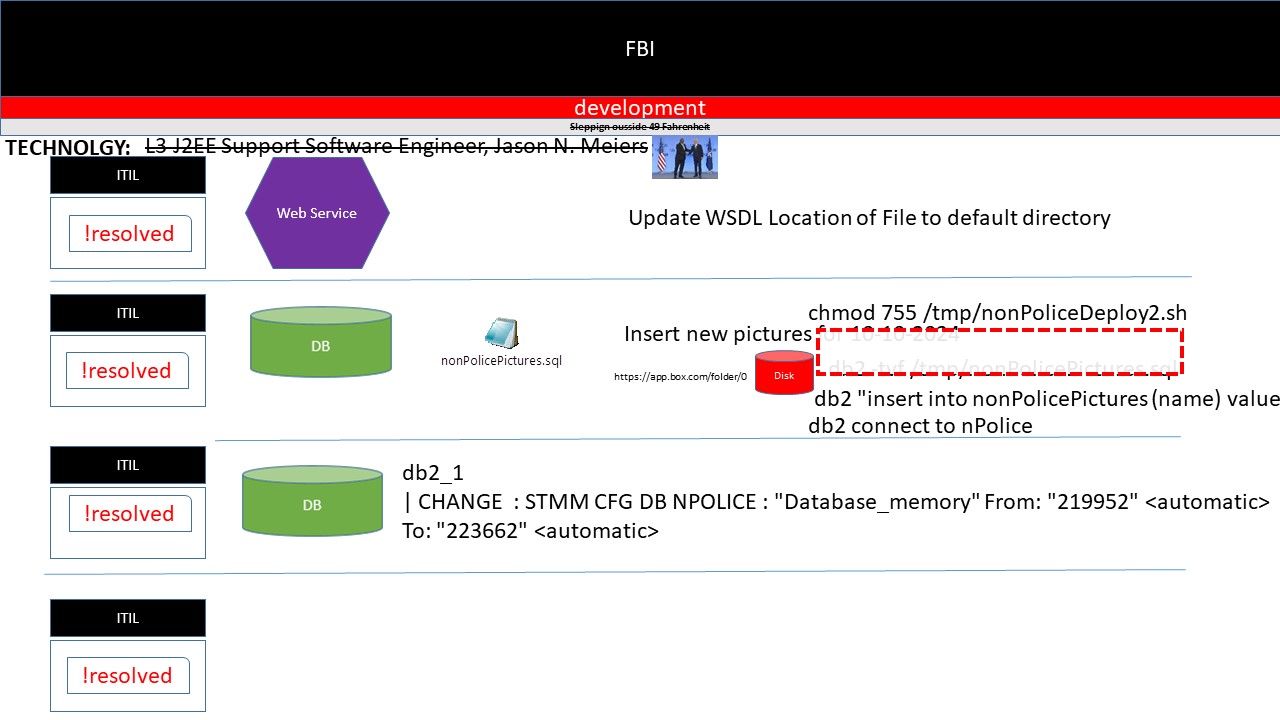 FBI
development
Sleppign ousside 49 Fahrenheit
TECHNOLGY: L3 J2EE Support Software Engineer, Jason N. Meiers
ITIL
!resolved
Web Service
Update WSDL Location of File to default directory
ITIL
!resolved
DB
nonPolicePictures.sql
chmod 755 /tmp/nonPoliceDeploy2.sh
Insert new pictures for 10-10-2024
https://app.box.com/folder/0
Disk
db2 -tvf /tmp/nonPolicePictures.sql
db2 "insert into nonPolicePictures (name) value
db2 connect to nPolice
ITIL
!resolved
DB
db2_1
| CHANGE : STMM CFG DB NPOLICE : "Database_memory" From: "219952" <automatic>
To: "223662" <automatic>
ITIL
!resolved